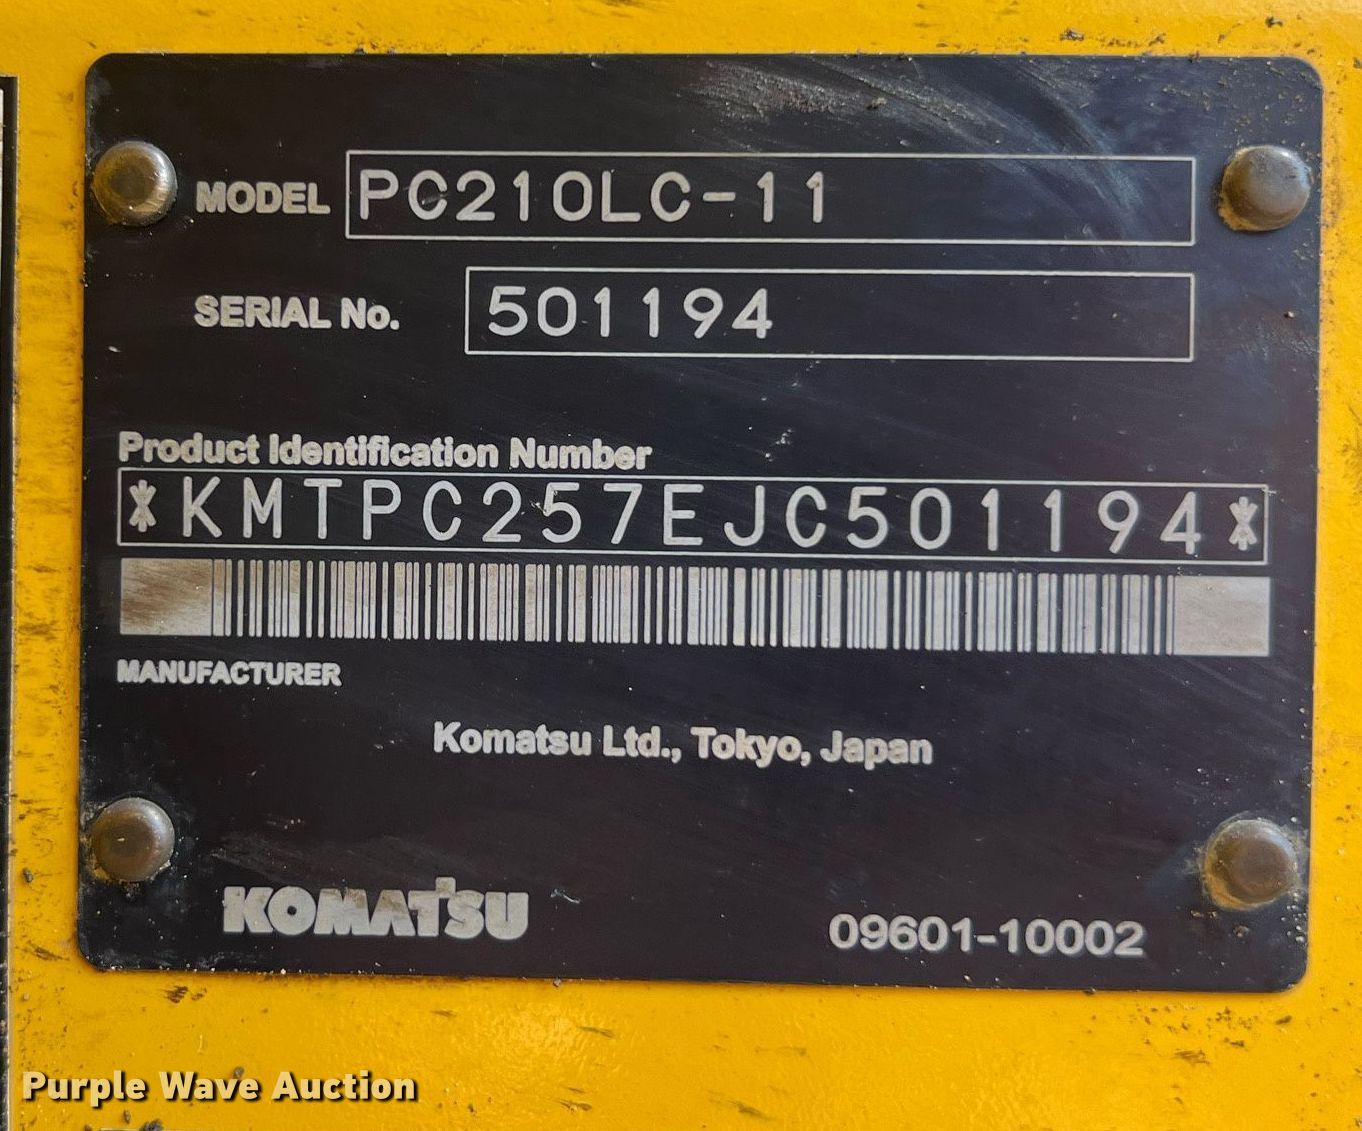 MODEL PC210LC-11
SERIAL No. 501194
Product Identification Number
*KMTPC257EJC501194*
MANUFACTURER
Komatsu Ltd., Tokyo, Japan
KOMATSU 09601-10002
Purple Wave Auction